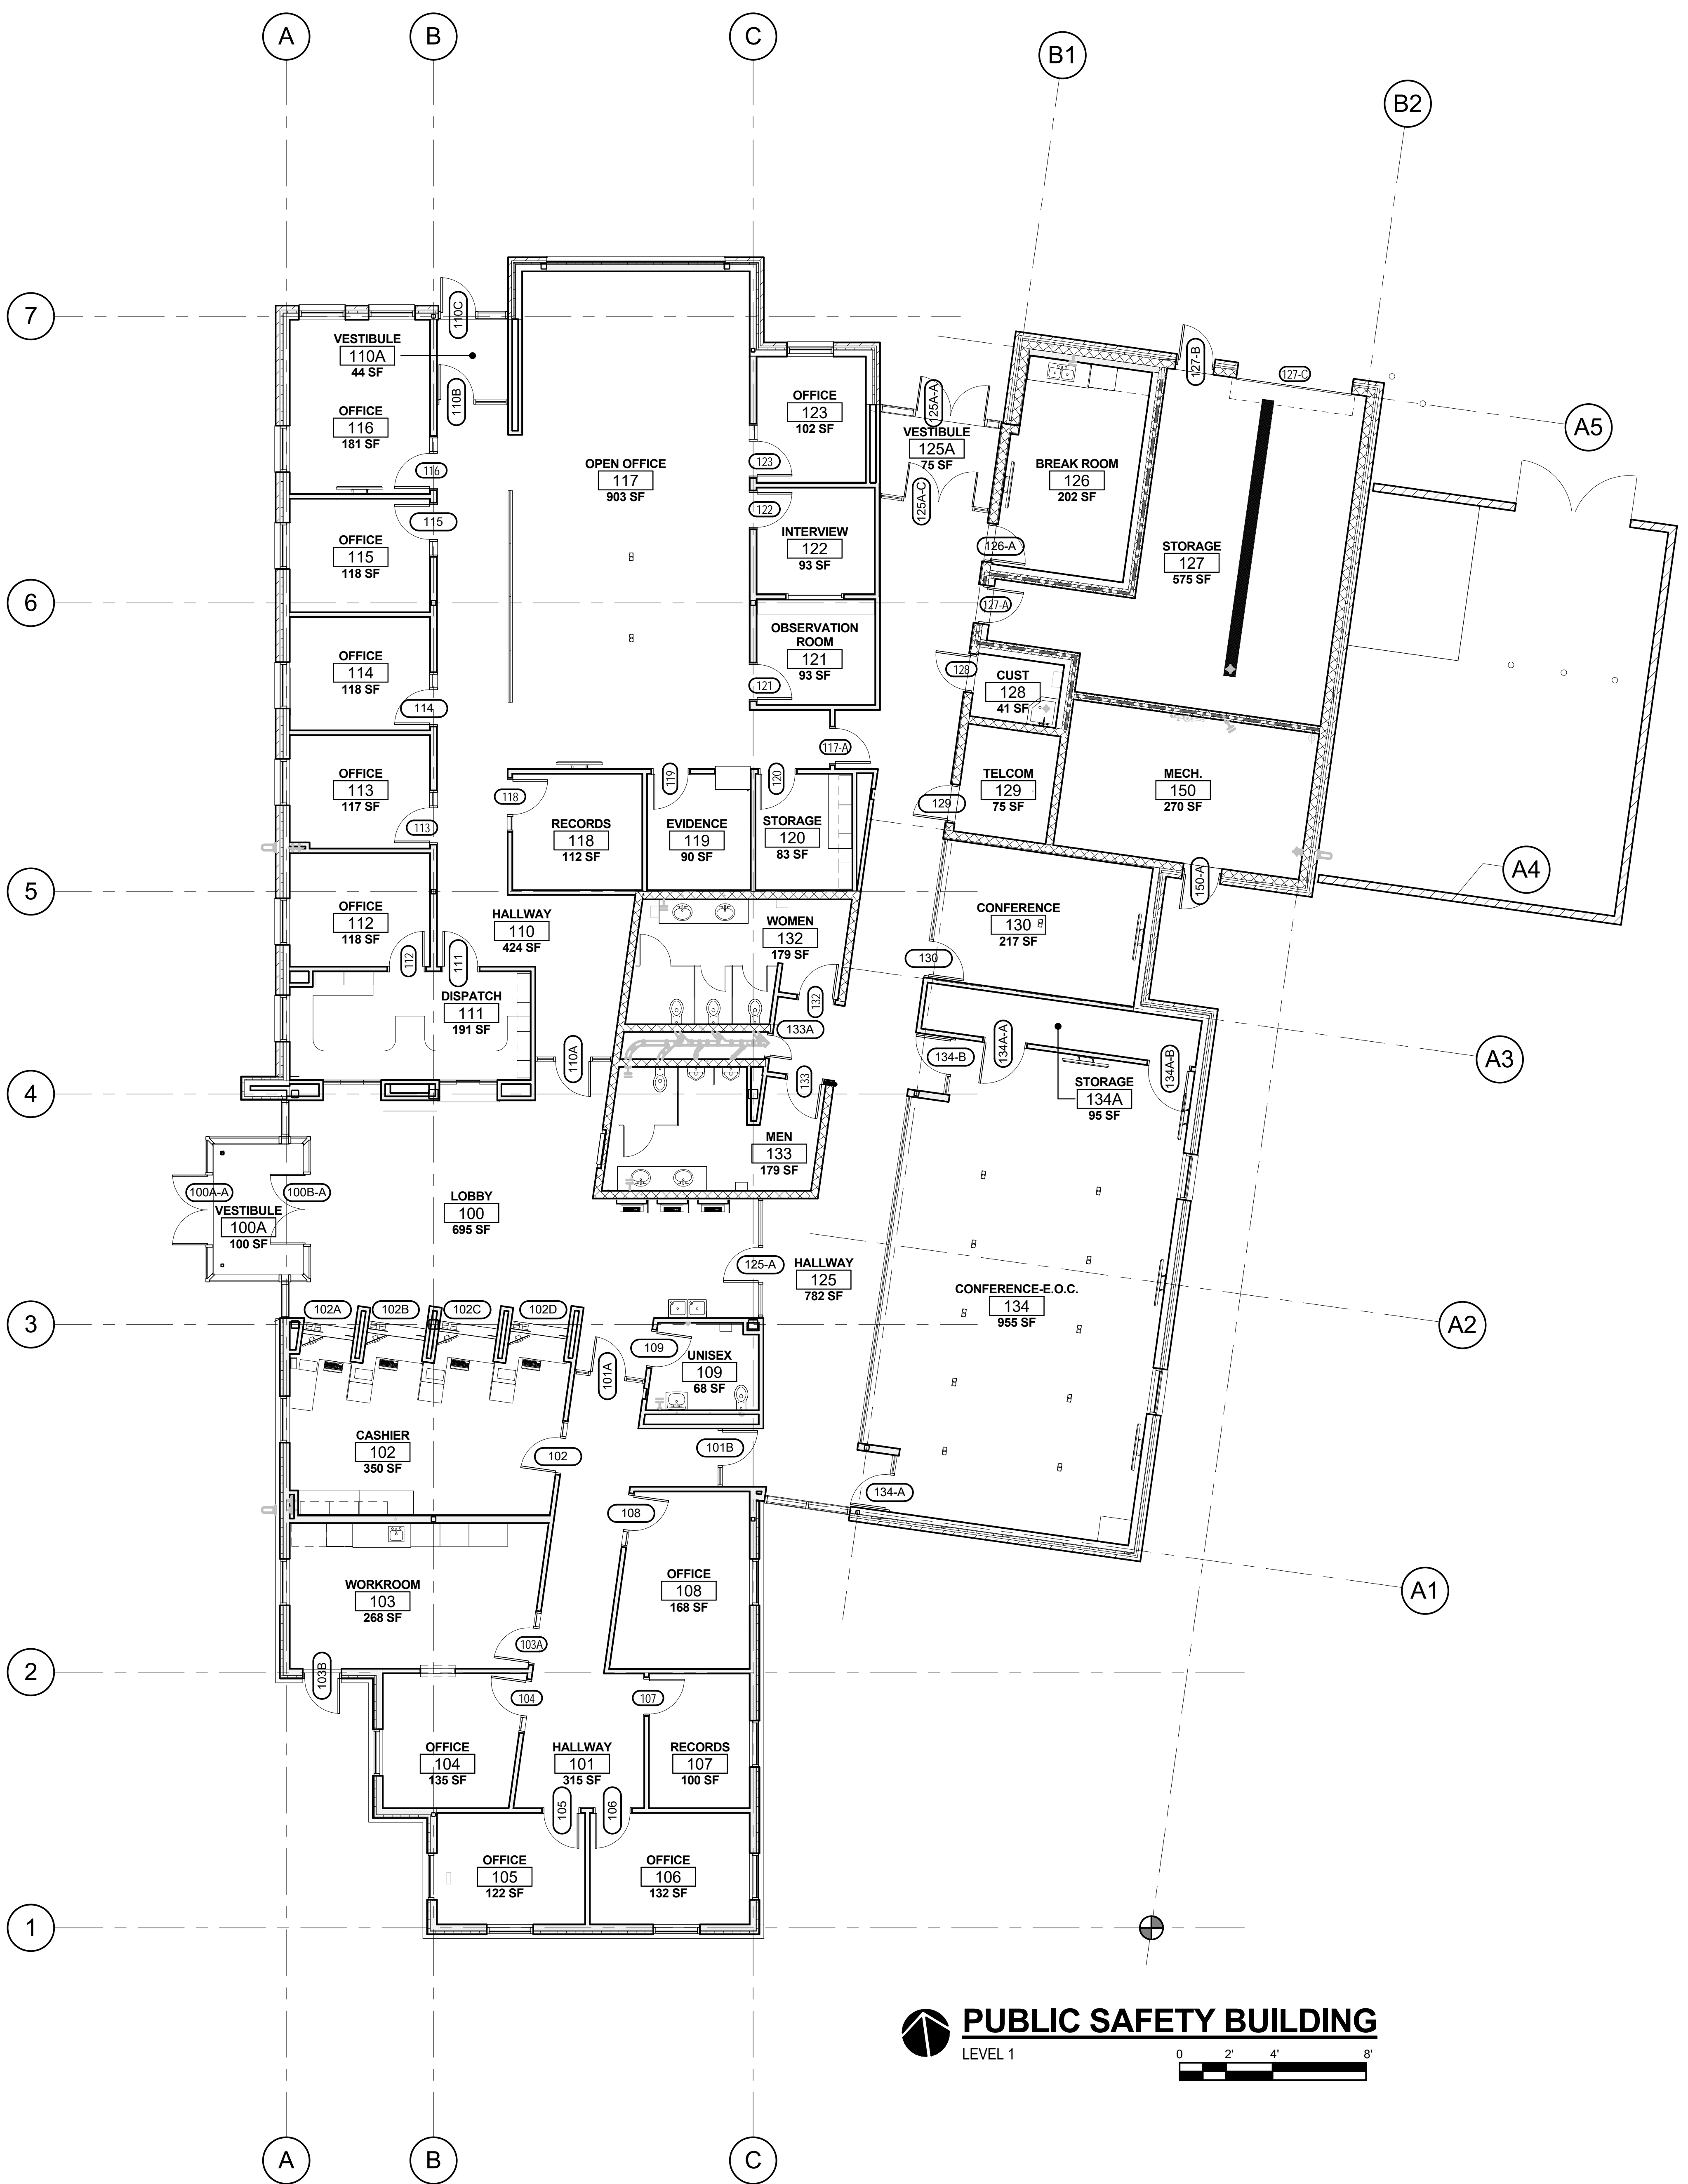 A
B
C
B1
B2
7
110C
VESTIBULE
110A
44 SF
127-B
127-C
110B
OFFICE
116
181 SF
OFFICE
123
102 SF
125A-A
VESTIBULE
125A
75 SF
A5
116
OPEN OFFICE
117
903 SF
123
BREAK ROOM
126
202 SF
125A-C
115
122
OFFICE
115
118 SF
INTERVIEW
122
93 SF
126-A
STORAGE
127
575 SF
6
127-A
OFFICE
114
118 SF
OBSERVATION
ROOM
121
93 SF
121
128
CUST
128
41 SF
114
117-A
OFFICE
113
117 SF
118
119
120
TELCOM
129
75 SF
MECH.
150
270 SF
129
113
RECORDS
118
112 SF
EVIDENCE
119
90 SF
STORAGE
120
83 SF
A4
5
150-A
OFFICE
112
118 SF
HALLWAY
110
424 SF
WOMEN
132
179 SF
CONFERENCE
130
217 SF
130
112
111
DISPATCH
111
191 SF
132
133A
134-B
134A-A
134A-B
A3
110A
133
STORAGE
134A
95 SF
4
MEN
133
179 SF
100A-A
100B-A
VESTIBULE
100A
100 SF
LOBBY
100
695 SF
125-A
HALLWAY
125
782 SF
CONFERENCE-E.O.C.
134
955 SF
102A
102B
102C
102D
3
A2
109
UNISEX
109
68 SF
101A
CASHIER
102
350 SF
102
101B
134-A
108
WORKROOM
103
268 SF
OFFICE
108
168 SF
A1
103A
2
103B
104
107
OFFICE
104
135 SF
HALLWAY
101
315 SF
RECORDS
107
100 SF
105
106
OFFICE
105
122 SF
OFFICE
106
132 SF
1
PUBLIC SAFETY BUILDING
LEVEL 1
0 2' 4' 8'
A
B
C